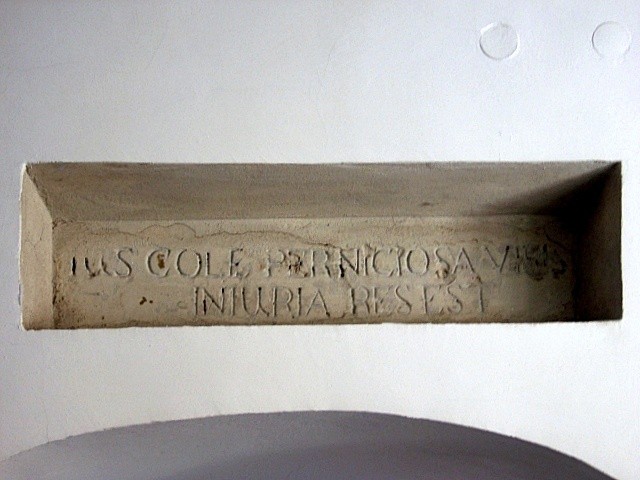 IUS COLE PERNICIOSA
INIURIA RES EST